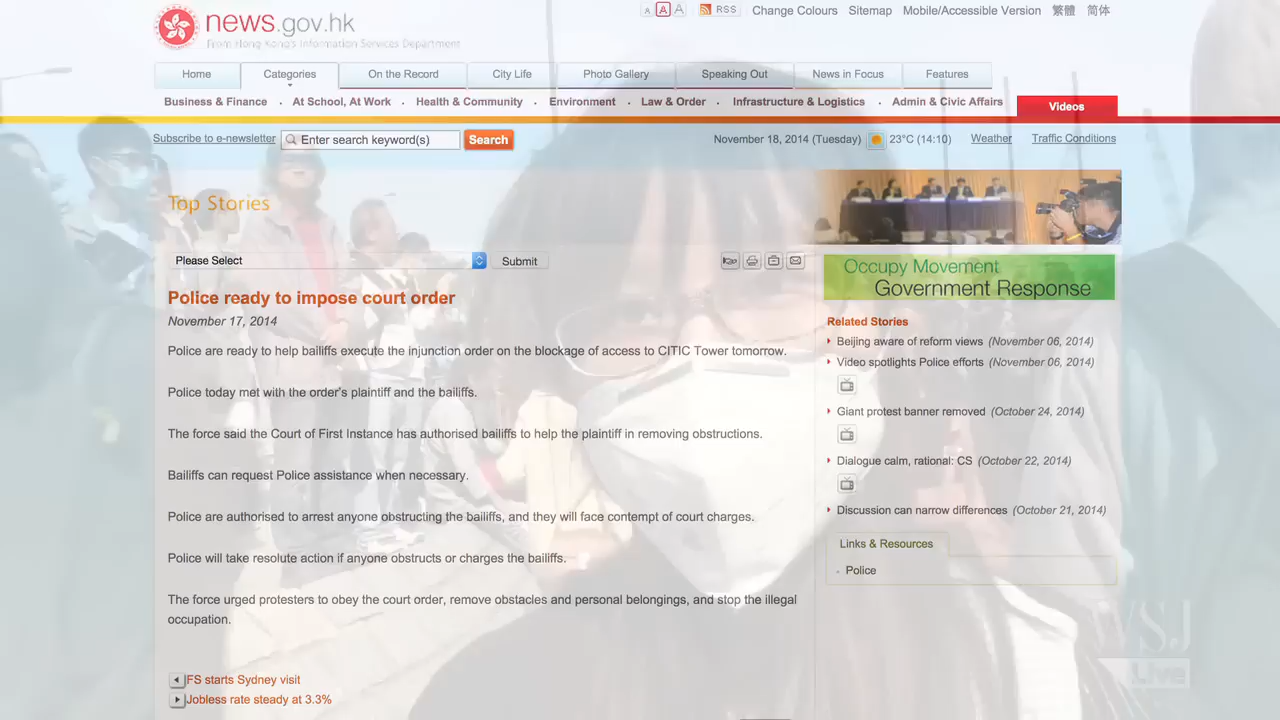 news.gov.hk
From Hong Kong's Information Services Department
A A A RSS Change Colours Sitemap Mobile/Accessible Version 繁體 简体
Home Categories On the Record City Life Photo Gallery Speaking Out News in Focus Features
Business & Finance At School, At Work Health & Community Environment Law & Order Infrastructure & Logistics Admin & Civic Affairs Videos
Subscribe to e-newsletter Enter search keyword(s) Search November 18, 2014 (Tuesday) 23°C (14:10) Weather Traffic Conditions
Top Stories
Please Select Submit
Police ready to impose court order
November 17, 2014
Police are ready to help bailiffs execute the injunction order on the blockage of access to CITIC Tower tomorrow.
Police today met with the order's plaintiff and the bailiffs.
The force said the Court of First Instance has authorised bailiffs to help the plaintiff in removing obstructions.
Bailiffs can request Police assistance when necessary.
Police are authorised to arrest anyone obstructing the bailiffs, and they will face contempt of court charges.
Police will take resolute action if anyone obstructs or charges the bailiffs.
The force urged protesters to obey the court order, remove obstacles and personal belongings, and stop the illegal
occupation.
FS starts Sydney visit
Jobless rate steady at 3.3%
Occupy Movement
Government Response
Related Stories
Beijing aware of reform views (November 06, 2014)
Video spotlights Police efforts (November 06, 2014)
Giant protest banner removed (October 24, 2014)
Dialogue calm, rational: CS (October 22, 2014)
Discussion can narrow differences (October 21, 2014)
Links & Resources
Police
WSJ
LIVE